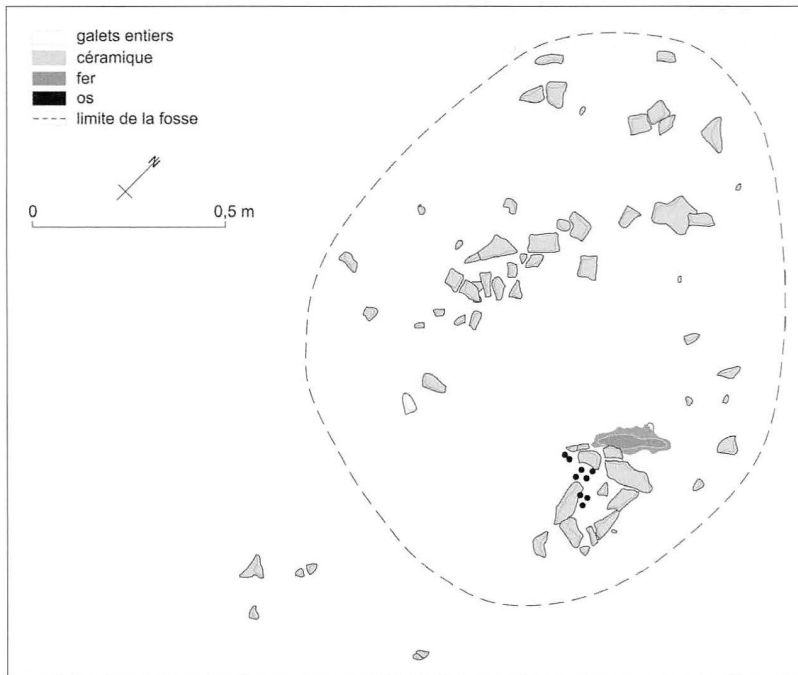 galets entiers
céramique
fer
os
limite de la fosse
N
0 0,5 m